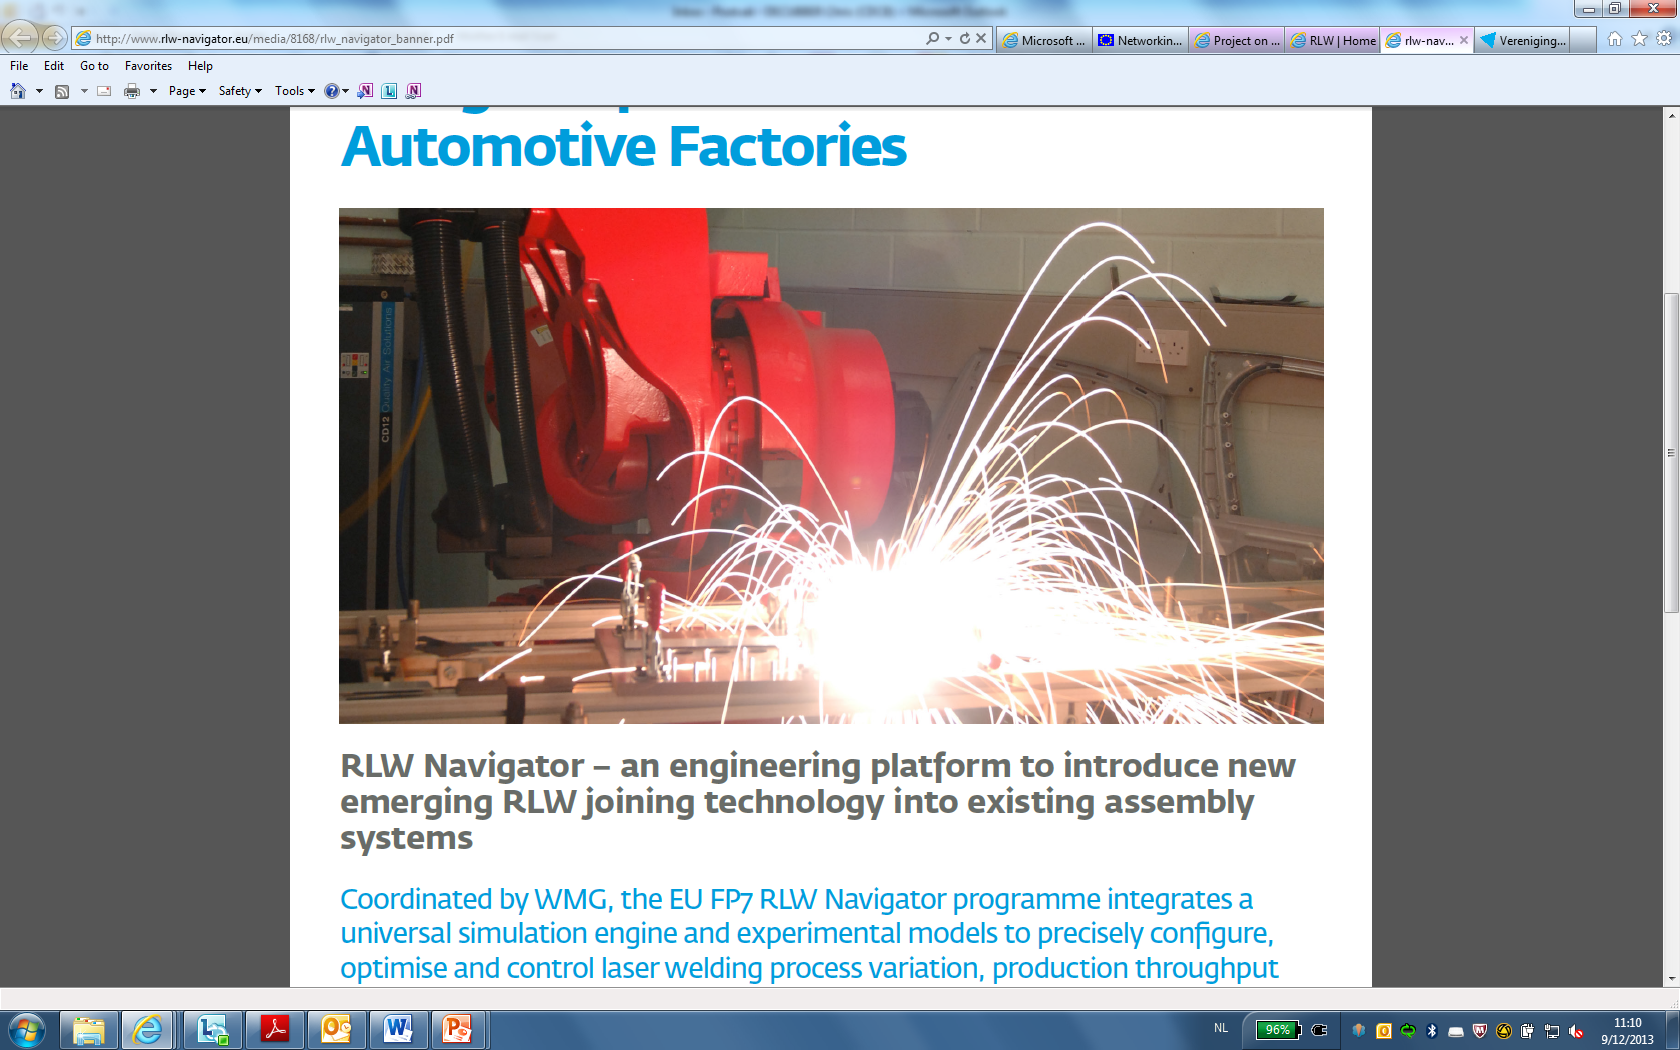 http://www.rlw-navigator.eu/media/8168/rlw_navigator_banner.pdf
Microsoft ...
Networkin...
Project on ...
RLW | Home
rlw-nav...
Vereniging...
File Edit Go to Favorites Help
Page Safety Tools
Automotive Factories
CD12 Quality Air Solutions
RLW Navigator – an engineering platform to introduce new
emerging RLW joining technology into existing assembly
systems
Coordinated by WMG, the EU FP7 RLW Navigator programme integrates a
universal simulation engine and experimental models to precisely configure,
optimise and control laser welding process variation, production throughput
NL
96%
11:10
9/12/2013